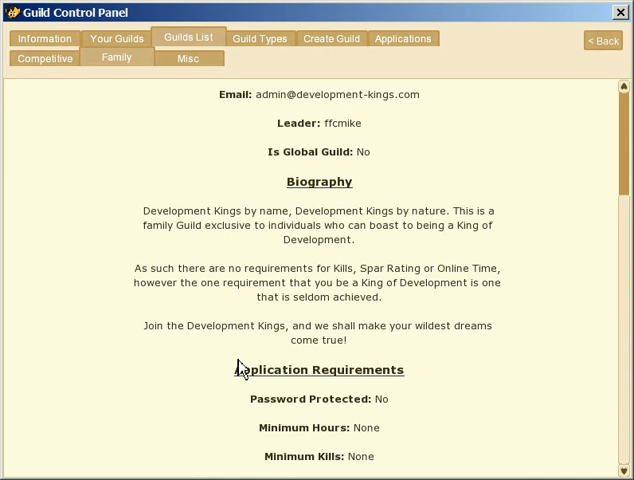 Guild Control Panel
Information Your Guilds Guilds List Guild Types Create Guild Applications < Back
Competitive Family Misc
Email: admin@development-kings.com
Leader: ffcmike
Is Global Guild: No
Biography
Development Kings by name, Development Kings by nature. This is a
family Guild exclusive to individuals who can boast to being a King of
Development.
As such there are no requirements for Kills, Spar Rating or Online Time,
however the one requirement that you be a King of Development is one
that is seldom achieved.
Join the Development Kings, and we shall make your wildest dreams
come true!
Application Requirements
Password Protected: No
Minimum Hours: None
Minimum Kills: None